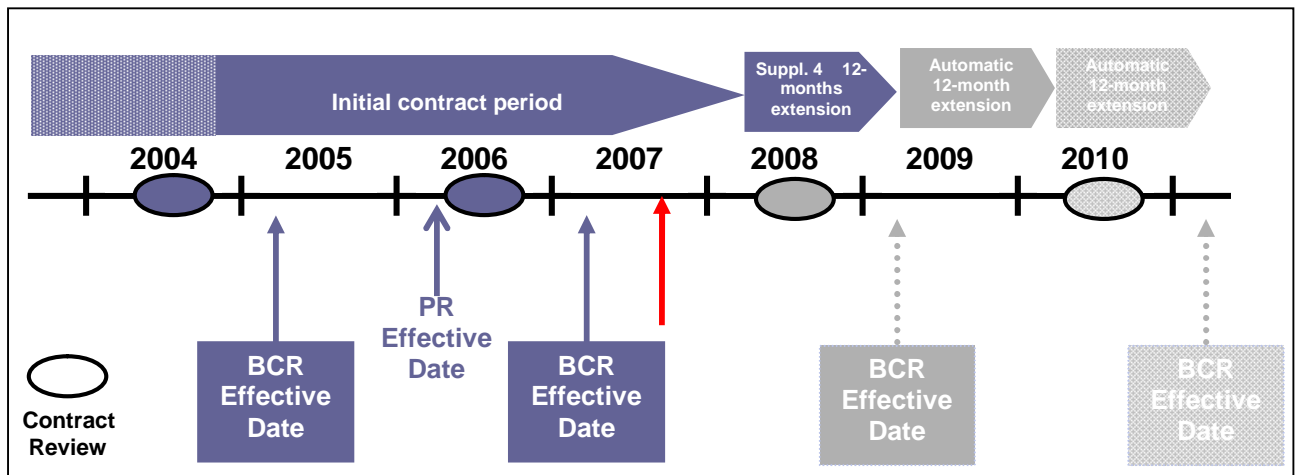 Initial contract period
Suppl. 4 12-
months
extension
Automatic
12-month
extension
Automatic
12-month
extension
2004 2005 2006 2007 2008 2009 2010
PR
Effective
Date
BCR
Effective
Date
BCR
Effective
Date
BCR
Effective
Date
BCR
Effective
Date
Contract
Review